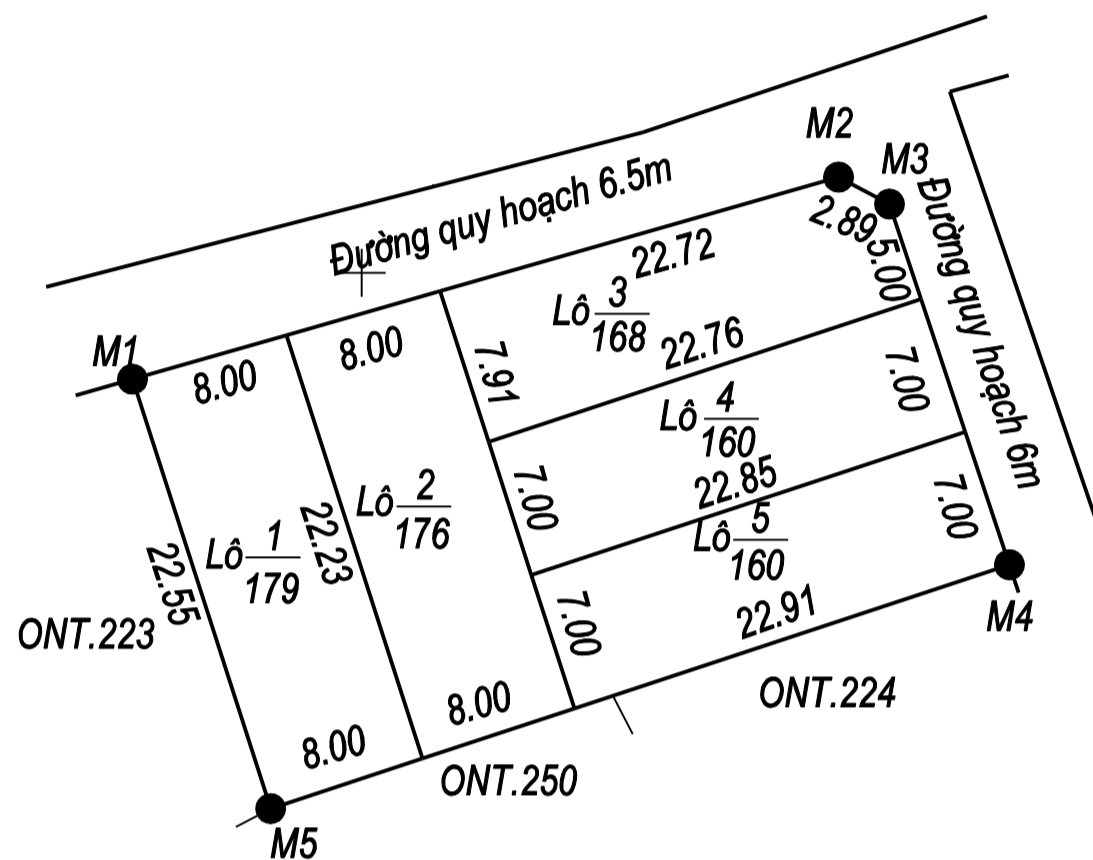 M2
M3
Đường quy hoạch 6.5m
2.89
5.00
Đường quy hoạch 6m
22.72
Lô 3
168
22.76
M1
8.00
8.00
7.91
7.00
Lô 4
160
22.85
7.00
Lô 2
176
22.23
Lô 1
179
22.55
Lô 5
160
7.00
7.00
22.91
M4
ONT.223
ONT.224
8.00
8.00
ONT.250
M5